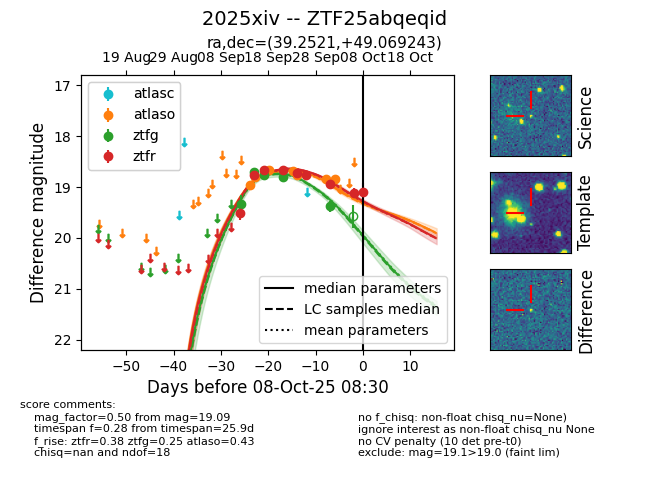 2025xiv -- ZTF25abqeqid
ra,dec=(39.2521,+49.069243)
19 Aug 29 Aug 08 Sep 18 Sep 28 Sep 08 Oct 18 Oct
17
18
19
20
21
22
Difference magnitude
atlasc
atlaso
ztfg
ztfr
median parameters
LC samples median
mean parameters
−50 −40 −30 −20 −10 0 10
Days before 08-Oct-25 08:30
Science
Template
Difference
score comments:
mag_factor=0.50 from mag=19.09
timespan f=0.28 from timespan=25.9d
f_rise: ztfr=0.38 ztfg=0.25 atlaso=0.43
chisq=nan and ndof=18
no f_chisq: non-float chisq_nu=None)
ignore interest as non-float chisq_nu None
no CV penalty (10 det pre-t0)
exclude: mag=19.1>19.0 (faint lim)